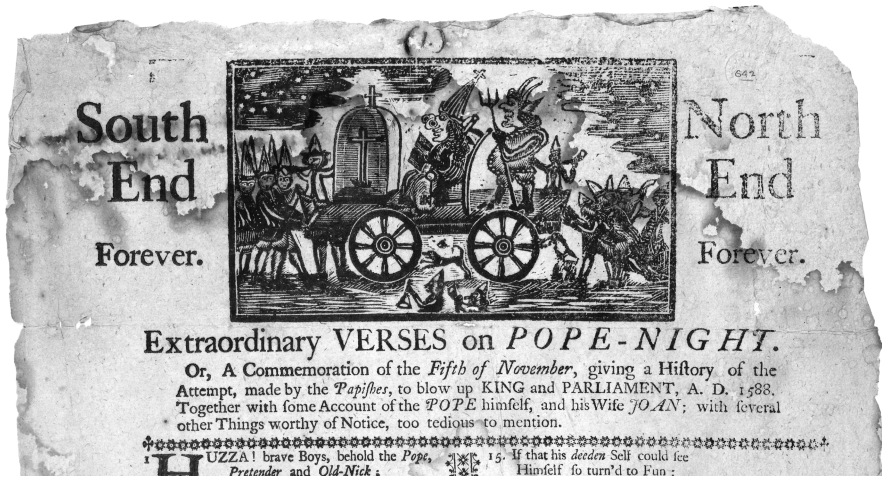 642
South
End
Forever.
North
End
Forever.
Extraordinary VERSES on POPE-NIGHT.
Or, A Commemoration of the Fifth of November, giving a Hiſtory of the
Attempt, made by the Papiſhes, to blow up KING and PARLIAMENT, A. D. 1588.
Together with ſome Account of the POPE himſelf, and his Wife JOAN; with ſeveral
other Things worthy of Notice, too tedious to mention.
1 HUZZA! brave Boys, behold the Pope,
Pretender and Old-Nick;
15. If that his deeden Self could ſee
Himſelf ſo turn'd to Fun: